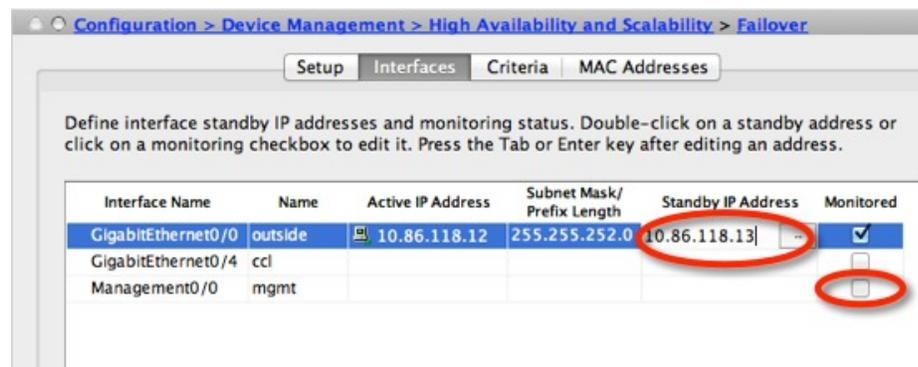 Configuration > Device Management > High Availability and Scalability > Failover
Setup Interfaces Criteria MAC Addresses
Define interface standby IP addresses and monitoring status. Double-click on a standby address or
click on a monitoring checkbox to edit it. Press the Tab or Enter key after editing an address.
Interface Name Name Active IP Address Subnet Mask/ Prefix Length Standby IP Address Monitored
GigabitEthernet0/0 outside 10.86.118.12 255.255.252.0 10.86.118.13 ...
GigabitEthernet0/4 ccl
Management0/0 mgmt